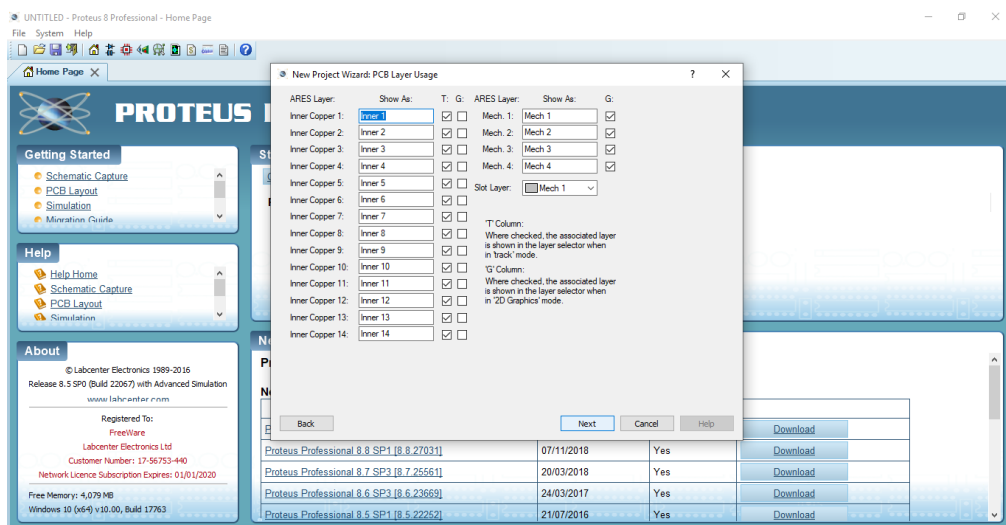 UNTITLED - Proteus 8 Professional - Home Page
File System Help
Home Page
PROTEUS
Getting Started
Schematic Capture
PCB Layout
Simulation
Migration Guide
Help
Help Home
Schematic Capture
PCB Layout
Simulation
About
© Labcenter Electronics 1989-2016
Release 8.5 SP0 (Build 22067) with Advanced Simulation
www.labcenter.com
Registered To:
FreeWare
Labcenter Electronics Ltd
Customer Number: 17-56753-440
Network Licence Subscription Expires: 01/01/2020
Free Memory: 4,079 MB
Windows 10 (x64) v10.00, Build 17763
New Project Wizard: PCB Layer Usage
ARES Layer: Show As: T: G: ARES Layer: Show As: G:
Inner Copper 1: Inner 1 Mech. 1: Mech 1
Inner Copper 2: Inner 2 Mech. 2: Mech 2
Inner Copper 3: Inner 3 Mech. 3: Mech 3
Inner Copper 4: Inner 4 Mech. 4: Mech 4
Inner Copper 5: Inner 5 Slot Layer: Mech 1
Inner Copper 6: Inner 6
Inner Copper 7: Inner 7
Inner Copper 8: Inner 8
Inner Copper 9: Inner 9
Inner Copper 10: Inner 10
Inner Copper 11: Inner 11
Inner Copper 12: Inner 12
Inner Copper 13: Inner 13
Inner Copper 14: Inner 14
'T' Column:
Where checked, the associated layer
is shown in the layer selector when
in 'track' mode.
'G' Column:
Where checked, the associated layer
is shown in the layer selector when
in '2D Graphics' mode.
Back Next Cancel Help
Download
Proteus Professional 8.8 SP1 [8.8.27031] 07/11/2018 Yes Download
Proteus Professional 8.7 SP3 [8.7.25561] 20/03/2018 Yes Download
Proteus Professional 8.6 SP3 [8.6.23669] 24/03/2017 Yes Download
Proteus Professional 8.5 SP1 [8.5.22252] 21/07/2016 Yes Download